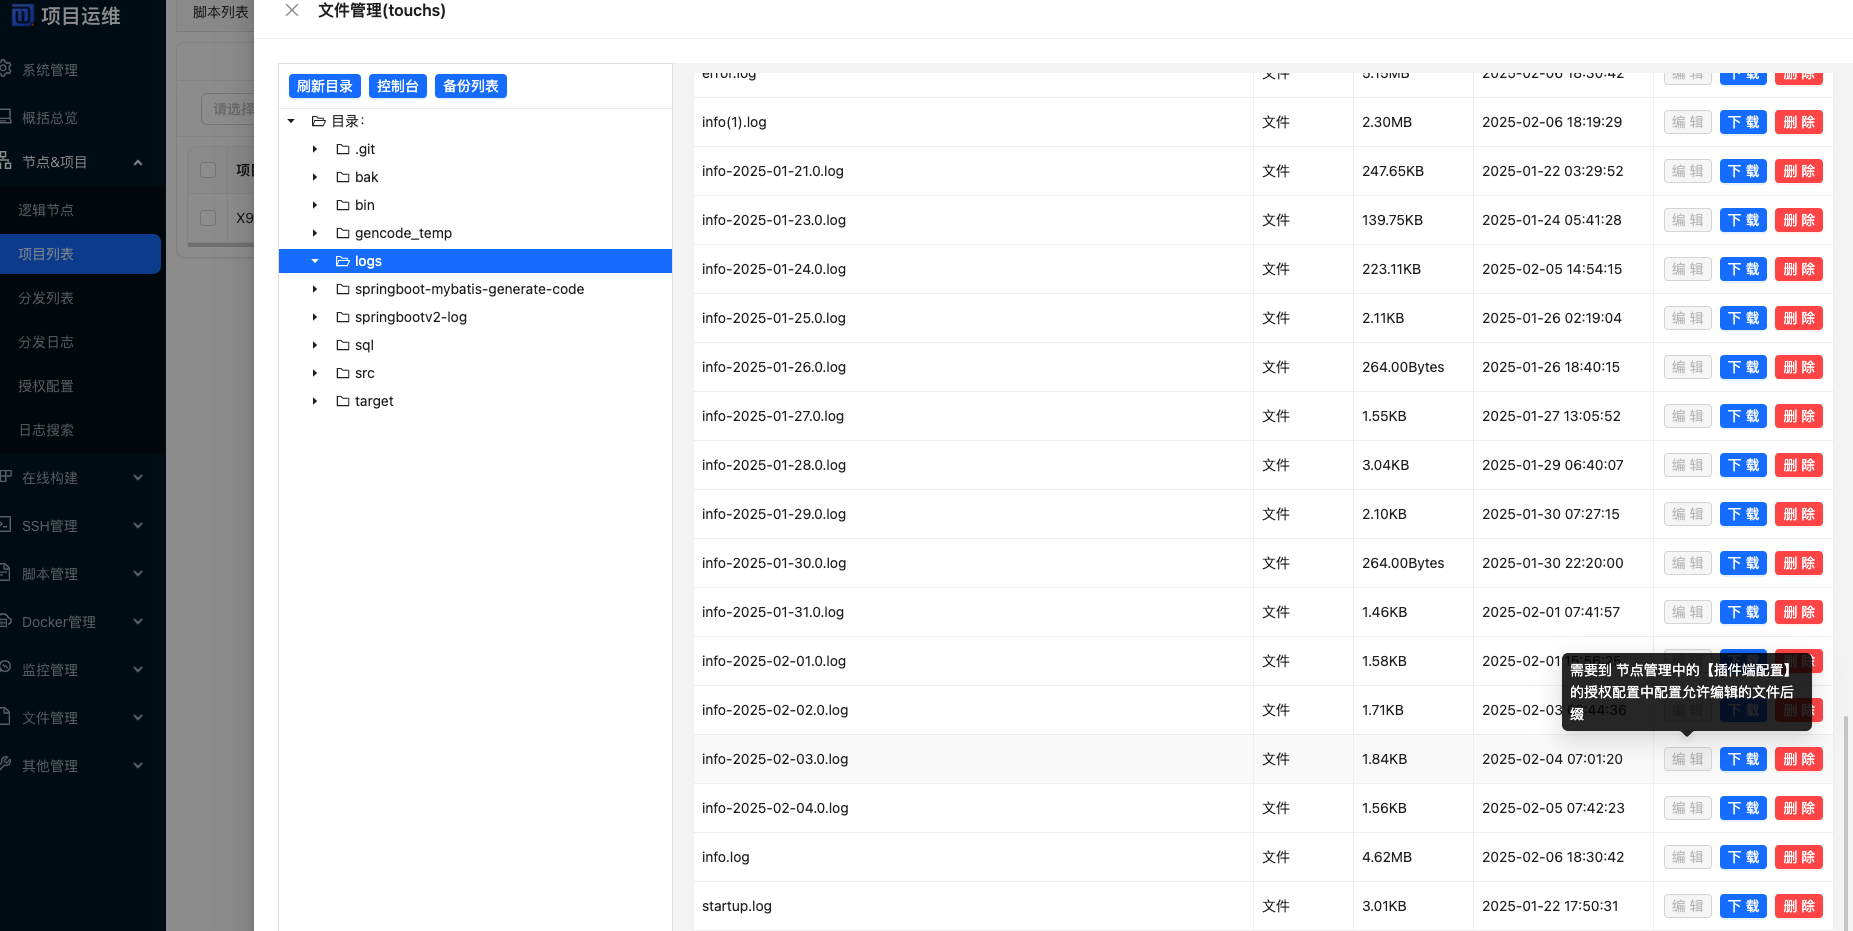 项目运维
脚本列表
文件管理(touchs)
系统管理
概括总览
节点&项目
逻辑节点
项目列表
分发列表
分发日志
授权配置
日志搜索
在线构建
SSH管理
脚本管理
Docker管理
监控管理
文件管理
其他管理
请选择
X9
刷新目录 控制台 备份列表
目录：
.git
bak
bin
gencode_temp
logs
springboot-mybatis-generate-code
springbootv2-log
sql
src
target
error.log 文件 5.15MB 2025-02-06 18:30:42 编 辑 下 载 删 除
info(1).log 文件 2.30MB 2025-02-06 18:19:29 编 辑 下 载 删 除
info-2025-01-21.0.log 文件 247.65KB 2025-01-22 03:29:52 编 辑 下 载 删 除
info-2025-01-23.0.log 文件 139.75KB 2025-01-24 05:41:28 编 辑 下 载 删 除
info-2025-01-24.0.log 文件 223.11KB 2025-02-05 14:54:15 编 辑 下 载 删 除
info-2025-01-25.0.log 文件 2.11KB 2025-01-26 02:19:04 编 辑 下 载 删 除
info-2025-01-26.0.log 文件 264.00Bytes 2025-01-26 18:40:15 编 辑 下 载 删 除
info-2025-01-27.0.log 文件 1.55KB 2025-01-27 13:05:52 编 辑 下 载 删 除
info-2025-01-28.0.log 文件 3.04KB 2025-01-29 06:40:07 编 辑 下 载 删 除
info-2025-01-29.0.log 文件 2.10KB 2025-01-30 07:27:15 编 辑 下 载 删 除
info-2025-01-30.0.log 文件 264.00Bytes 2025-01-30 22:20:00 编 辑 下 载 删 除
info-2025-01-31.0.log 文件 1.46KB 2025-02-01 07:41:57 编 辑 下 载 删 除
info-2025-02-01.0.log 文件 1.58KB 2025-02-01
需要到 节点管理中的【插件端配置】
的授权配置中配置允许编辑的文件后
缀
info-2025-02-02.0.log 文件 1.71KB 2025-02-03
info-2025-02-03.0.log 文件 1.84KB 2025-02-04 07:01:20 编 辑 下 载 删 除
info-2025-02-04.0.log 文件 1.56KB 2025-02-05 07:42:23 编 辑 下 载 删 除
info.log 文件 4.62MB 2025-02-06 18:30:42 编 辑 下 载 删 除
startup.log 文件 3.01KB 2025-01-22 17:50:31 编 辑 下 载 删 除